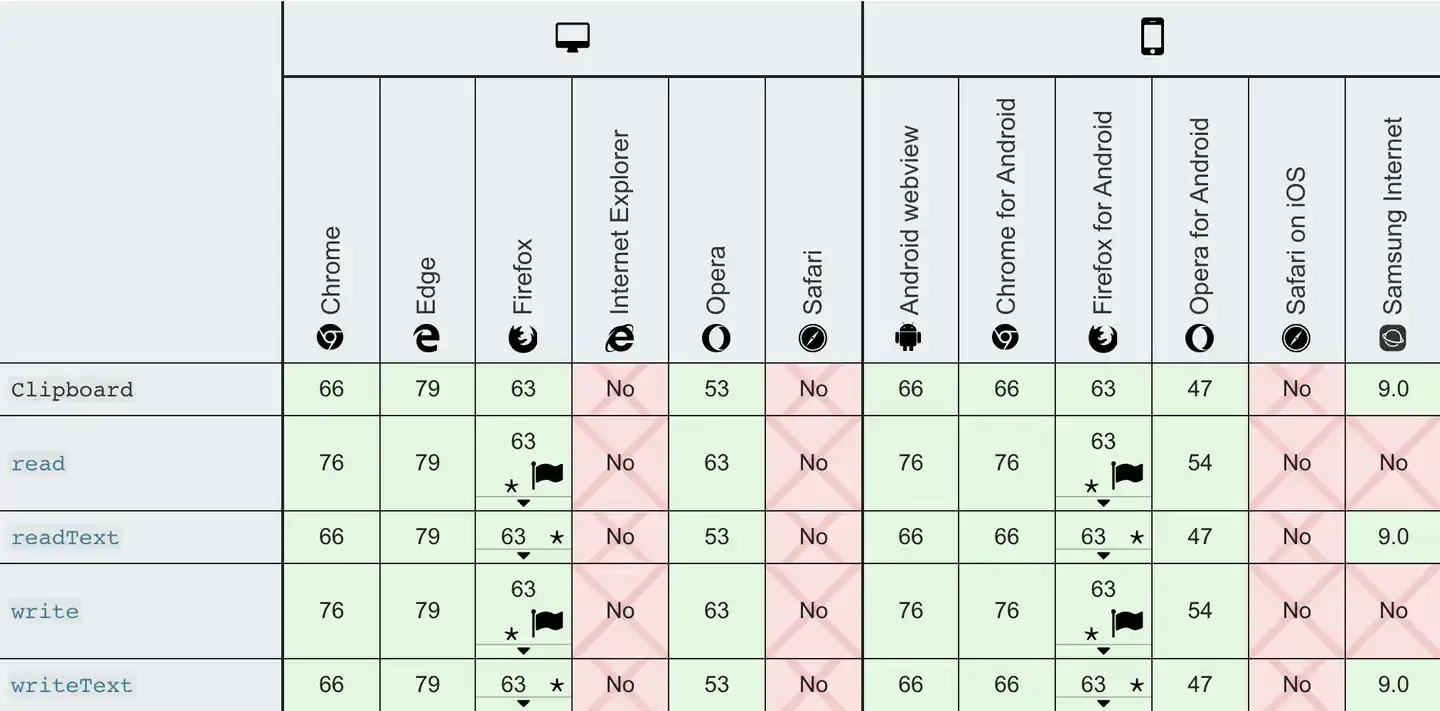 Chrome Edge Firefox Internet Explorer Opera Safari Android webview Chrome for Android Firefox for Android Opera for Android Safari on iOS Samsung Internet
Clipboard 66 79 63 No 53 No 66 66 63 47 No 9.0
read 76 79 63 * No 63 No 76 76 63 * 54 No No
readText 66 79 63 * No 53 No 66 66 63 * 47 No 9.0
write 76 79 63 * No 63 No 76 76 63 * 54 No No
writeText 66 79 63 * No 53 No 66 66 63 * 47 No 9.0